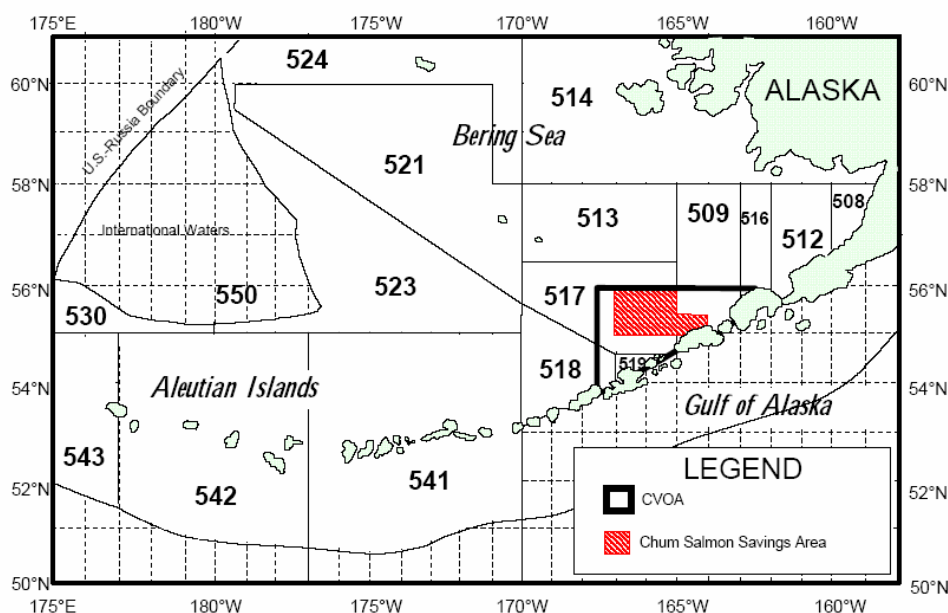 175°E 180°W 175°W 170°W 165°W 160°W
60°N 60°N
58°N 58°N
56°N 56°N
54°N 54°N
52°N 52°N
50°N 50°N
175°E 180°W 175°W 170°W 165°W 160°W
524
514
ALASKA
Bering Sea
U.S.-Russia Boundary
521
513
509
516
508
512
International Waters
550
523
517
530
518
519
Aleutian Islands
Gulf of Alaska
543
542
541
LEGEND
CVOA
Chum Salmon Savings Area